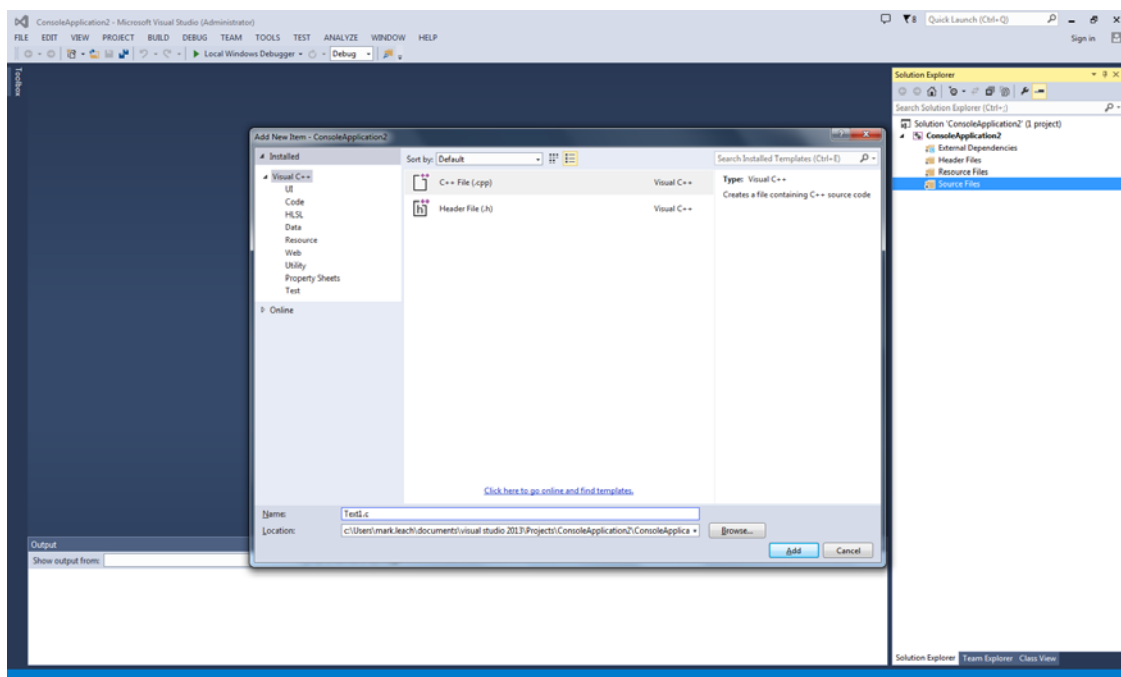 ConsoleApplication2 - Microsoft Visual Studio (Administrator)
8
Quick Launch (Ctrl+Q)
FILE EDIT VIEW PROJECT BUILD DEBUG TEAM TOOLS TEST ANALYZE WINDOW HELP
Sign in
Local Windows Debugger
Debug
Toolbox
Solution Explorer
Search Solution Explorer (Ctrl+;)
Solution 'ConsoleApplication2' (1 project)
ConsoleApplication2
External Dependencies
Header Files
Resource Files
Source Files
Add New Item - ConsoleApplication2
Installed
Visual C++
UI
Code
HLSL
Data
Resource
Web
Utility
Property Sheets
Test
Online
Sort by: Default
C++ File (.cpp) Visual C++
Header File (.h) Visual C++
Search Installed Templates (Ctrl+E)
Type: Visual C++
Creates a file containing C++ source code
Click here to go online and find templates.
Name:
Location: c:\Users\mark.leach\documents\visual studio 2013\Projects\ConsoleApplication2\ConsoleApplica
Browse...
Add Cancel
Output
Show output from:
Solution Explorer Team Explorer Class View